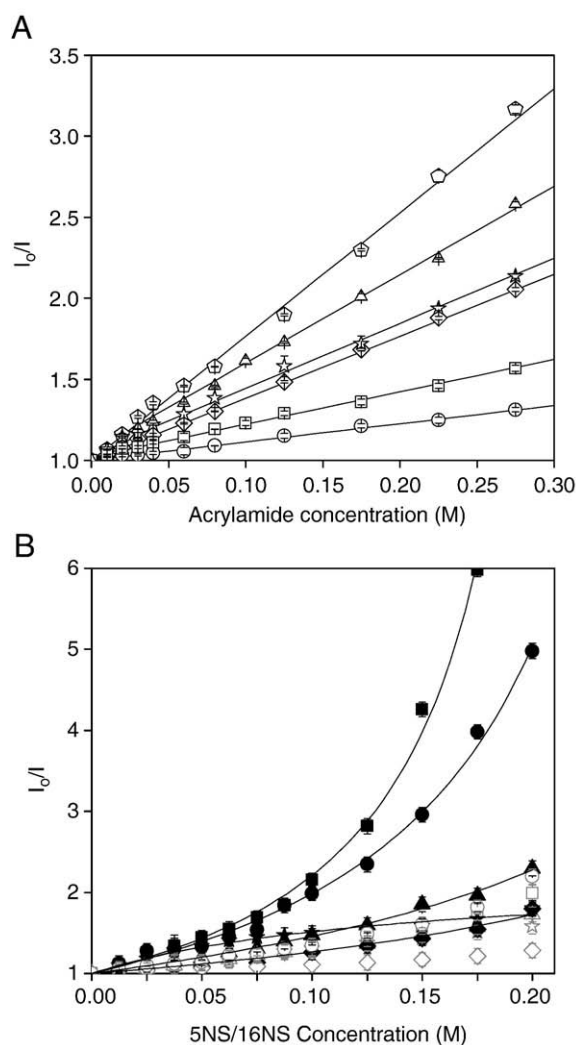 A
3.5
3.0
2.5
2.0
1.5
1.0
I₀/I
0.00 0.05 0.10 0.15 0.20 0.25 0.30
Acrylamide concentration (M)
B
6
5
4
3
2
1
I₀/I
0.00 0.05 0.10 0.15 0.20
5NS/16NS Concentration (M)